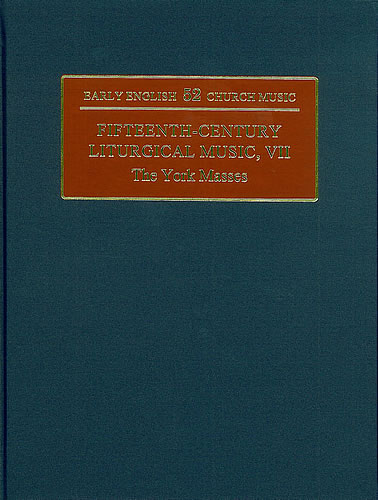 EARLY ENGLISH 52 CHURCH MUSIC
FIFTEENTH-CENTURY
LITURGICAL MUSIC, VII
The York Masses